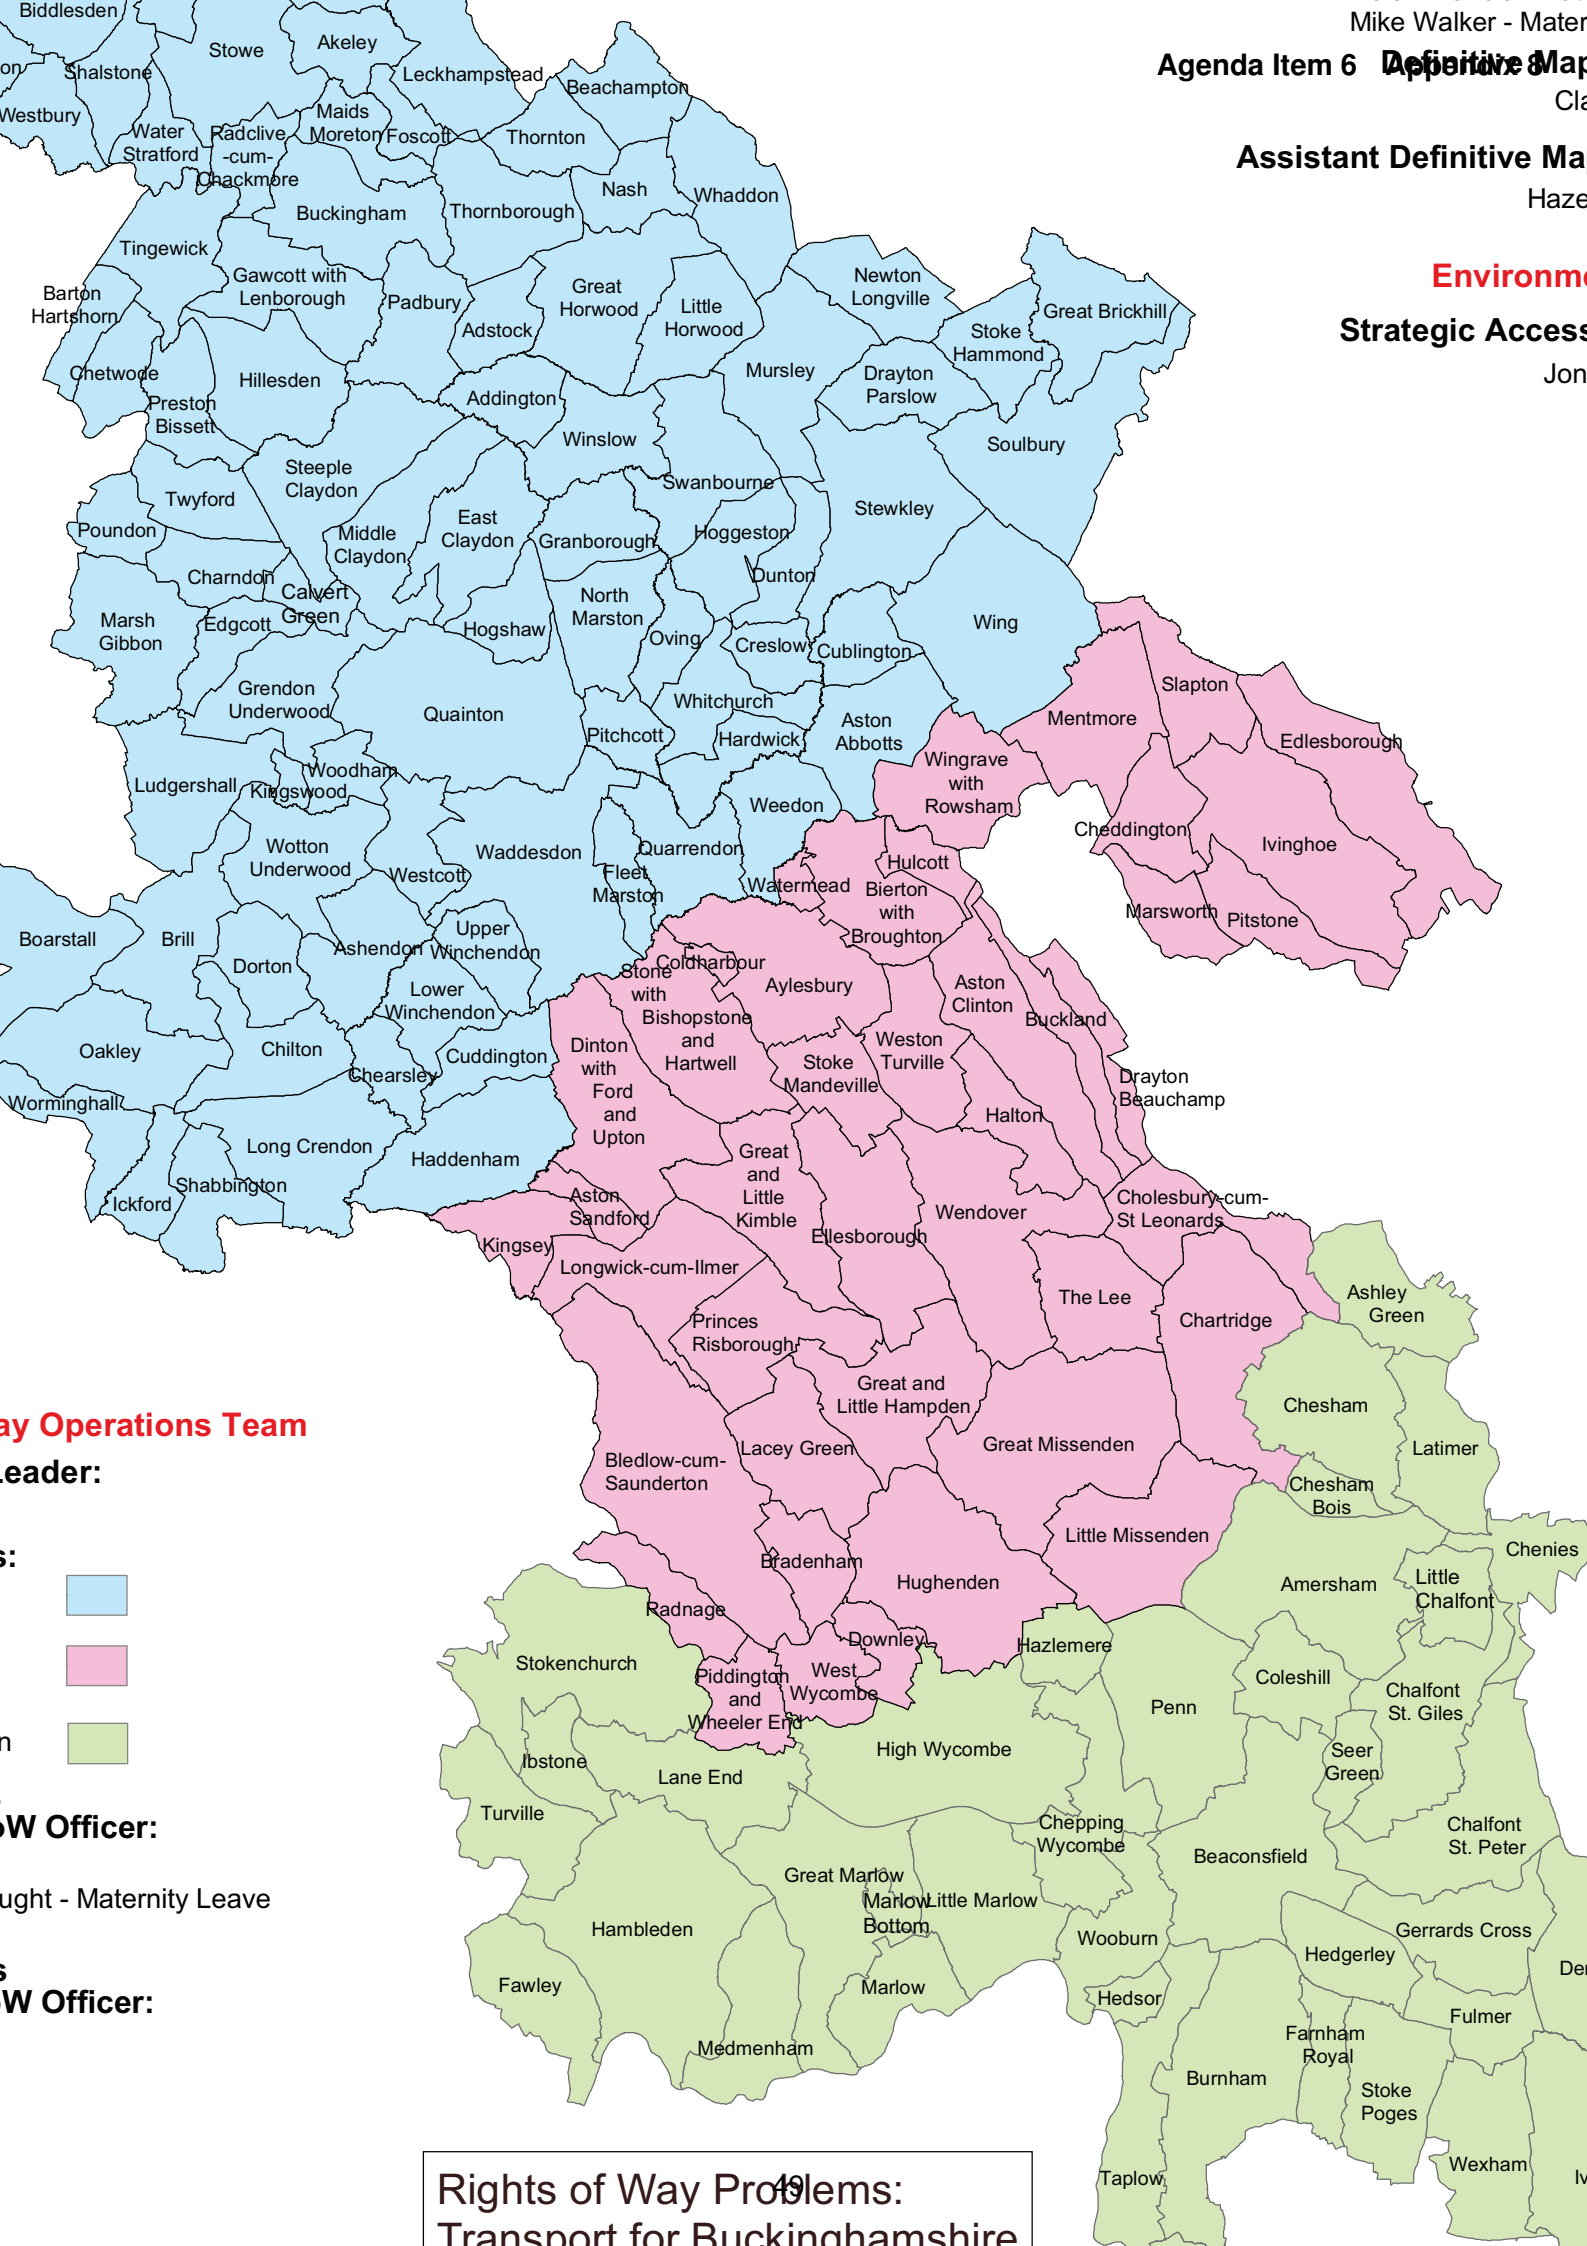 Mike Walker - Mater
Agenda Item 6 Appendix 8
Definitive Map
Cla
Assistant Definitive Ma
Haze
Environme
Strategic Access
Jon
Biddlesden
Stowe
Akeley
Leckhampstead
Beachampton
on
Shalstone
Westbury
Water
Stratford
Radclive
-cum-
Chackmore
Maids
Moreton
Foscott
Thornton
Nash
Whaddon
Buckingham
Thornborough
Tingewick
Gawcott with
Lenborough
Padbury
Adstock
Great
Horwood
Little
Horwood
Newton
Longville
Great Brickhill
Stoke
Hammond
Barton
Hartshorn
Chetwode
Preston
Bissett
Hillesden
Addington
Mursley
Drayton
Parslow
Winslow
Soulbury
Steeple
Claydon
Twyford
Swanbourne
Stewkley
Poundon
Middle
Claydon
East
Claydon
Granborough
Hoggeston
Dunton
Charndon
Calvert
Green
Marsh
Gibbon
Edgcott
North
Marston
Hogshaw
Oving
Creslow
Cublington
Wing
Grendon
Underwood
Quainton
Whitchurch
Pitchcott
Hardwick
Aston
Abbotts
Slapton
Mentmore
Edlesborough
Ludgershall
Kingswood
Woodham
Wingrave
with
Rowsham
Weedon
Cheddington
Ivinghoe
Wotton
Underwood
Westcott
Waddesdon
Quarrendon
Fleet
Marston
Watermead
Hulcott
Bierton
with
Broughton
Marsworth
Pitstone
Boarstall
Brill
Dorton
Ashendon
Upper
Winchendon
Lower
Winchendon
Stone
with
Bishopstone
and
Hartwell
Coldharbour
Aylesbury
Aston
Clinton
Buckland
Oakley
Chilton
Chearsley
Cuddington
Dinton
with
Ford
and
Upton
Stoke
Mandeville
Weston
Turville
Drayton
Beauchamp
Worminghall
Halton
Long Crendon
Haddenham
Ickford
Shabbington
Great
and
Little
Kimble
Aston
Sandford
Wendover
Cholesbury-cum-
St Leonards
Ellesborough
Kingsey
Longwick-cum-Ilmer
The Lee
Ashley
Green
Princes
Risborough
Chartridge
Great and
Little Hampden
Chesham
Lacey Green
Great Missenden
Latimer
Bledlow-cum-
Saunderton
Chesham
Bois
Little Missenden
Bradenham
Hughenden
Amersham
Little
Chalfont
Chenies
Radnage
Downley
Hazlemere
Stokenchurch
Piddington
and
Wheeler End
West
Wycombe
Coleshill
Penn
Chalfont
St. Giles
High Wycombe
Seer
Green
Ibstone
Lane End
Turville
Chepping
Wycombe
Beaconsfield
Chalfont
St. Peter
Great Marlow
Marlow
Bottom
Little Marlow
Hambleden
Wooburn
Gerrards Cross
Hedgerley
Fawley
Marlow
Hedsor
Der
Fulmer
Farnham
Royal
Medmenham
Burnham
Stoke
Poges
Taplow
Wexham
Iv
ay Operations Team
Leader:
s:
n
oW Officer:
ught - Maternity Leave
s
oW Officer:
Rights of Way Problems:
49
Transport for Buckinghamshire